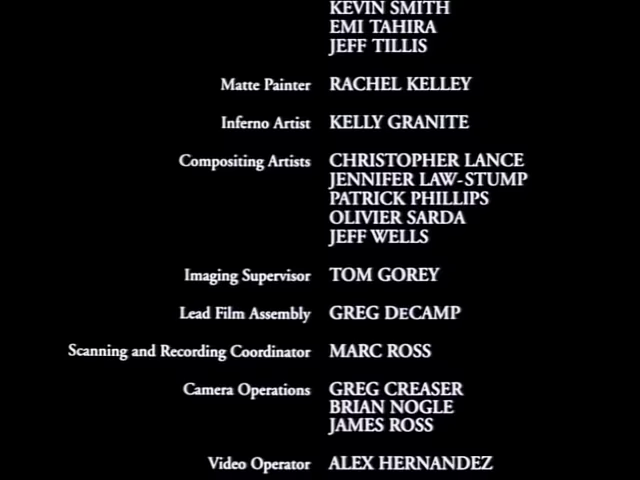 KEVIN SMITH
EMI TAHIRA
JEFF TILLIS
Matte Painter RACHEL KELLEY
Inferno Artist KELLY GRANITE
Compositing Artists CHRISTOPHER LANCE
JENNIFER LAW-STUMP
PATRICK PHILLIPS
OLIVIER SARDA
JEFF WELLS
Imaging Supervisor TOM GOREY
Lead Film Assembly GREG DeCAMP
Scanning and Recording Coordinator MARC ROSS
Camera Operations GREG CREASER
BRIAN NOGLE
JAMES ROSS
Video Operator ALEX HERNANDEZ